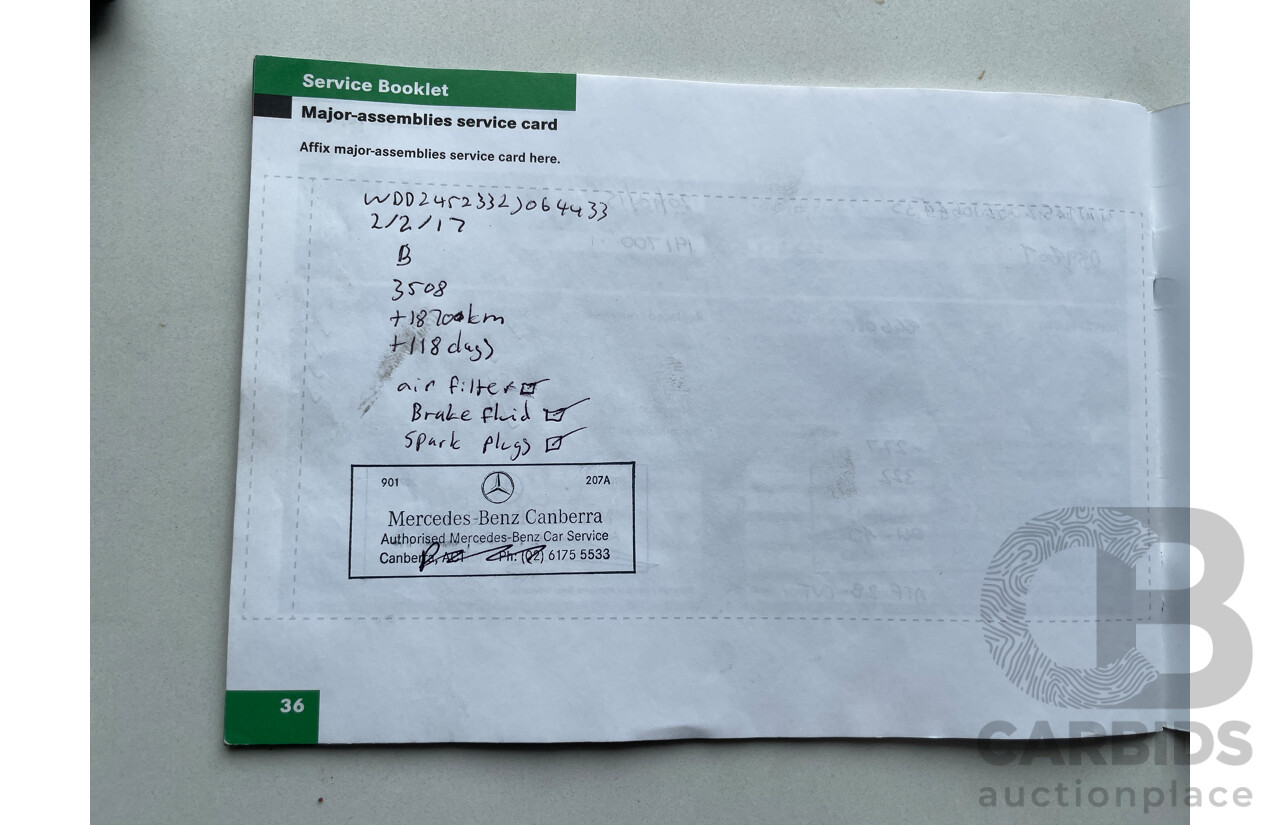 Service Booklet
Major-assemblies service card
Affix major-assemblies service card here.
WDD2452332J064433
2/2/17
B
3508
+18700km
+118 days
air filter ☑
Brake fluid ☑
Spark plugs ☑
901 207A
Mercedes-Benz Canberra
Authorised Mercedes-Benz Car Service
Canberra, ACT Ph: (02) 6175 5533
36
CARBIDS
auctionplace